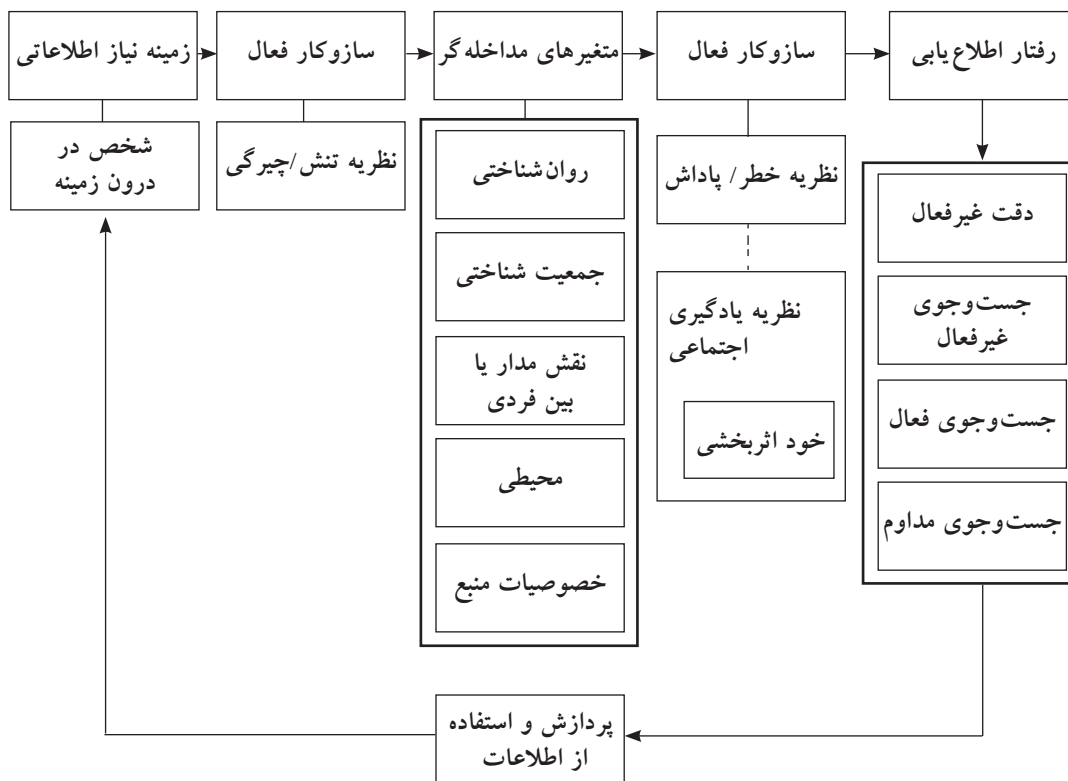 زمینه نیاز اطلاعاتی
سازوکار فعال
متغیرهای مداخله‌گر
سازوکار فعال
رفتار اطلاع‌یابی
شخص در
درون زمینه
نظریه تنش/چیرگی
روان‌شناختی
جمعیت شناختی
نقش مدار یا
بین فردی
محیطی
خصوصیات منبع
نظریه خطر/ پاداش
نظریه یادگیری
اجتماعی
خود اثربخشی
دقت غیرفعال
جست‌وجوی
غیرفعال
جست‌وجوی فعال
جست‌وجوی مداوم
پردازش و استفاده
از اطلاعات